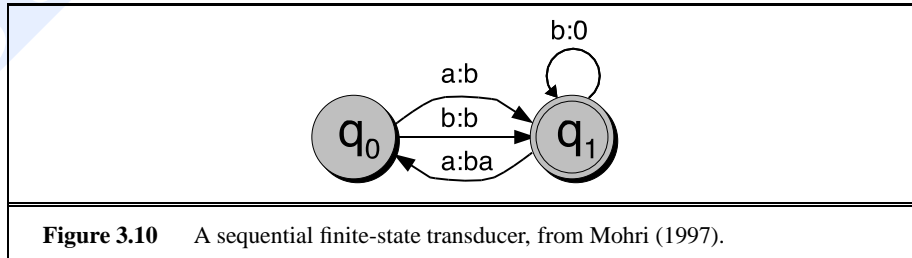 b:0
a:b
b:b
q0 q1
a:ba
Figure 3.10 A sequential finite-state transducer, from Mohri (1997).